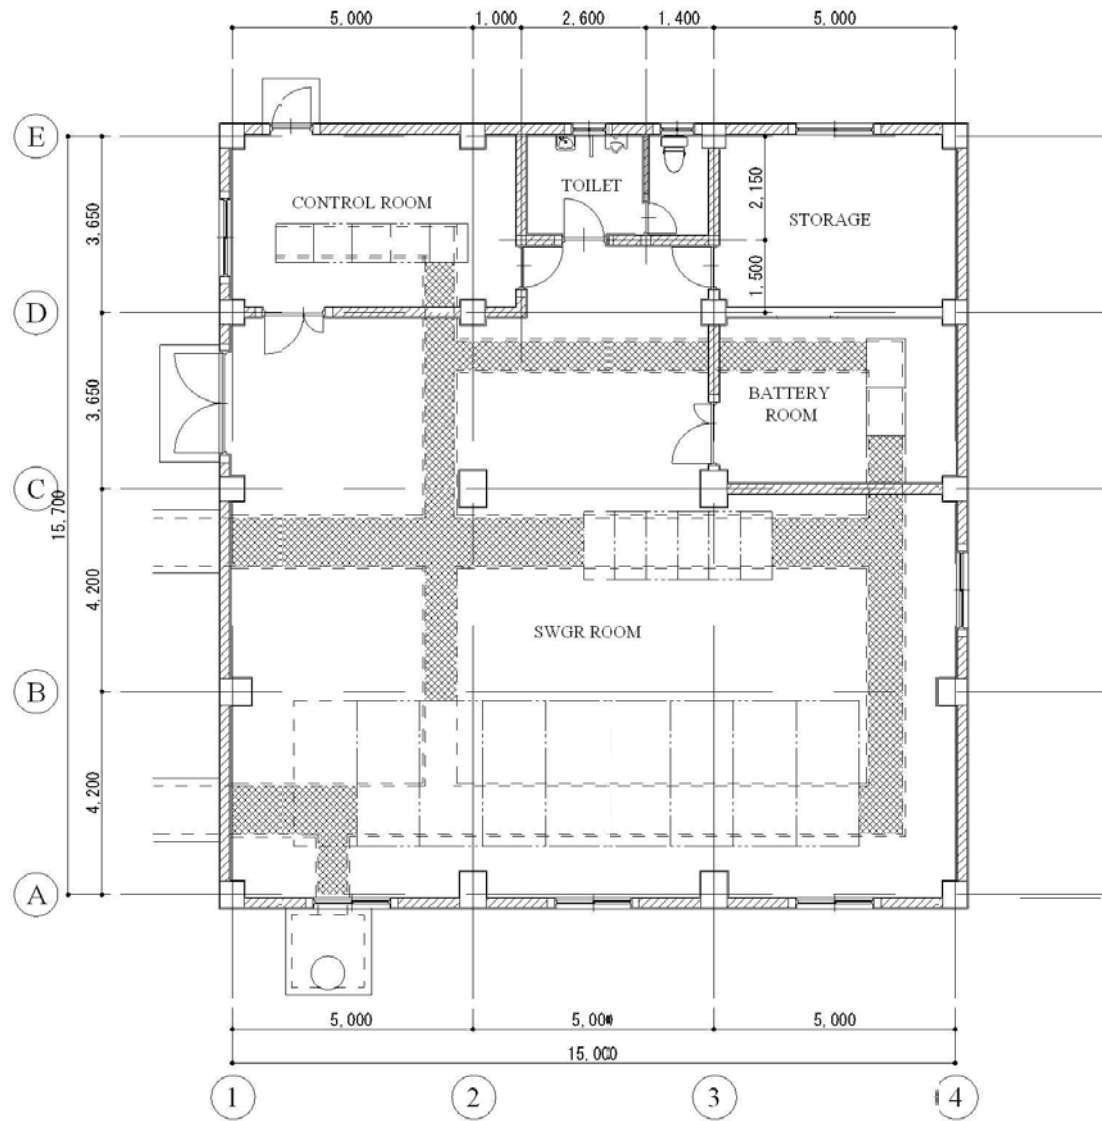 5,000
1,000
2,600
1,400
5,000
E
3,650
CONTROL ROOM
TOILET
2,150
STORAGE
1,500
D
3,650
BATTERY
ROOM
C
15,700
4,200
SWGR ROOM
B
4,200
A
5,000
5,000
5,000
15,000
1
2
3
4